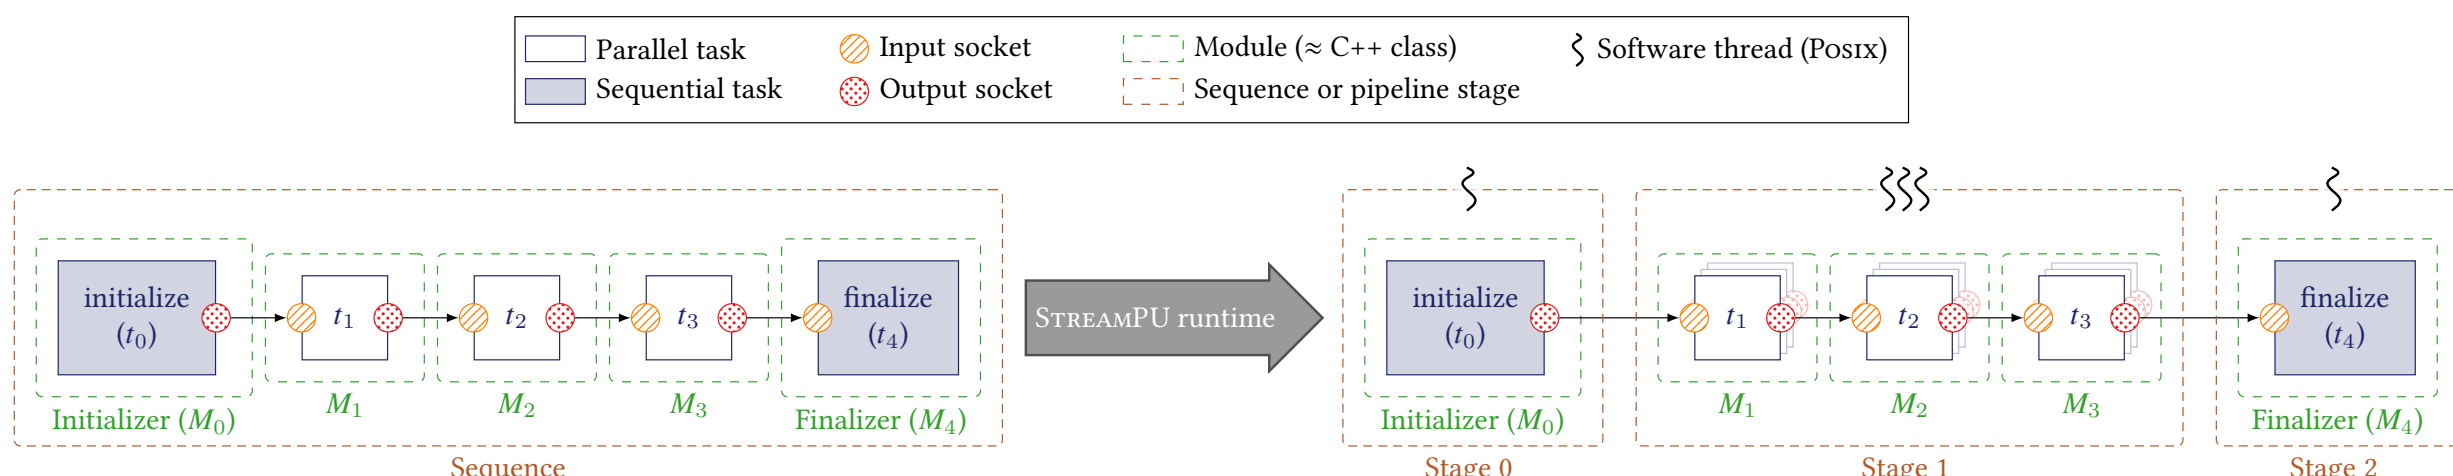 Parallel task
Input socket
Module (≈ C++ class)
Software thread (POSIX)
Sequential task
Output socket
Sequence or pipeline stage
initialize
(t₀)
t₁
t₂
t₃
finalize
(t₄)
Initializer (M₀)
M₁
M₂
M₃
Finalizer (M₄)
Sequence
STREAMPU runtime
initialize
(t₀)
t₁
t₂
t₃
finalize
(t₄)
Initializer (M₀)
M₁
M₂
M₃
Finalizer (M₄)
Stage 0
Stage 1
Stage 2